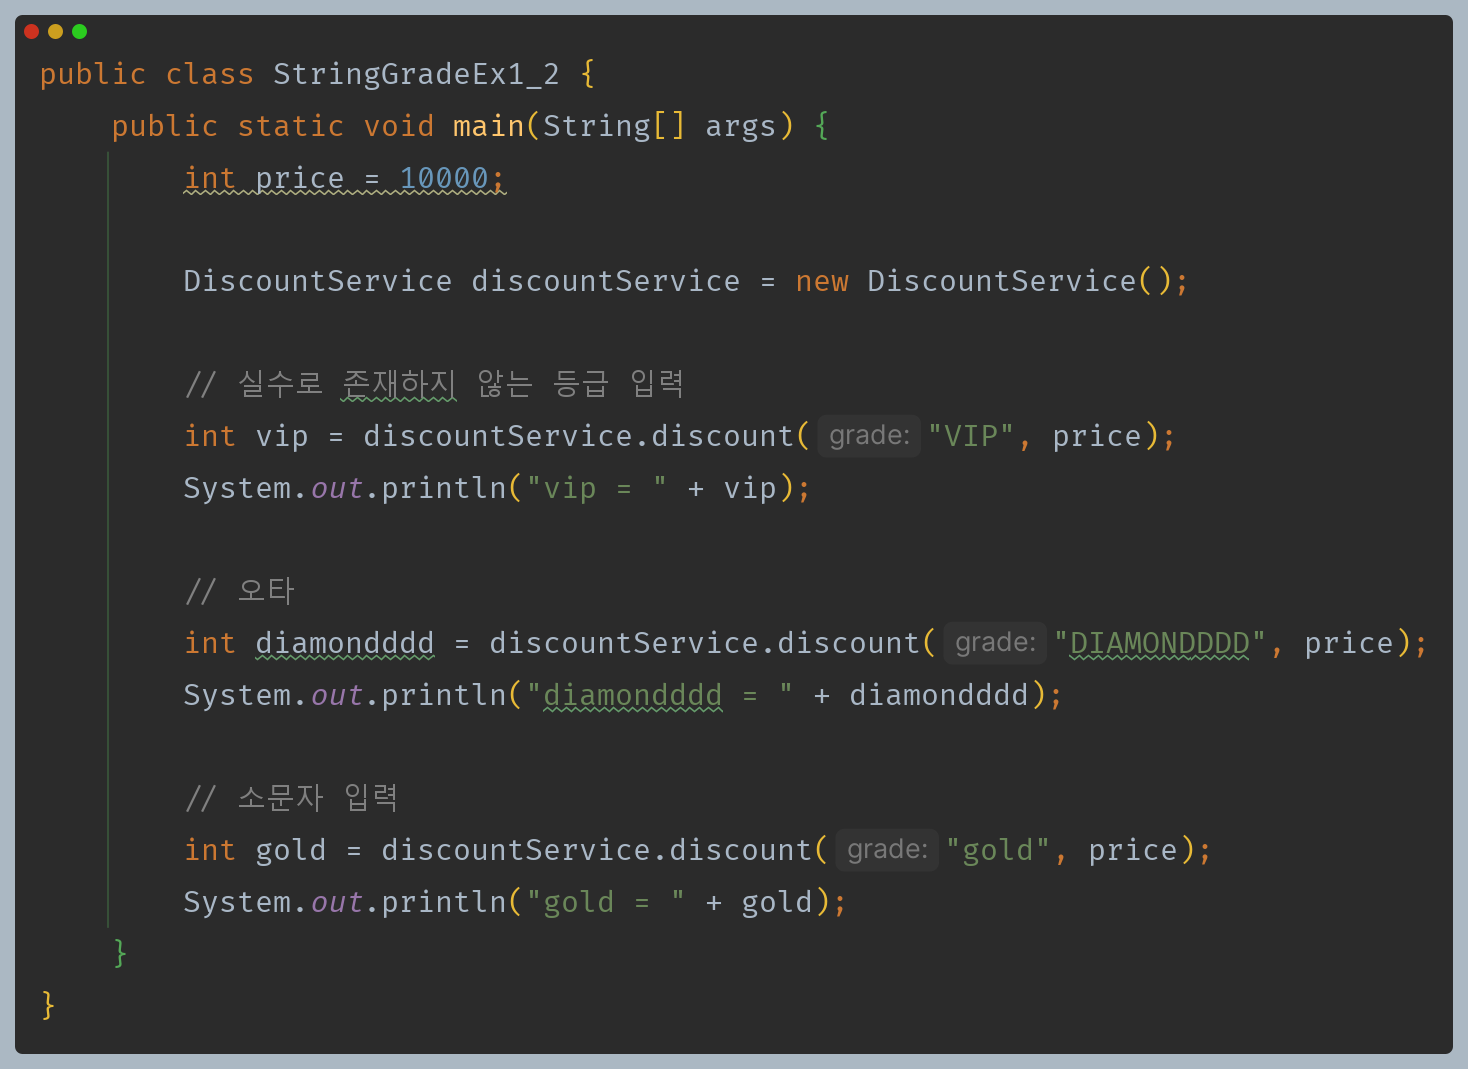 public class StringGradeEx1_2 {
public static void main(String[] args) {
int price = 10000;
DiscountService discountService = new DiscountService();
// 실수로 존재하지 않는 등급 입력
int vip = discountService.discount( grade: "VIP", price);
System.out.println("vip = " + vip);
// 오타
int diamondddd = discountService.discount( grade: "DIAMONDDDD", price);
System.out.println("diamondddd = " + diamondddd);
// 소문자 입력
int gold = discountService.discount( grade: "gold", price);
System.out.println("gold = " + gold);
}
}